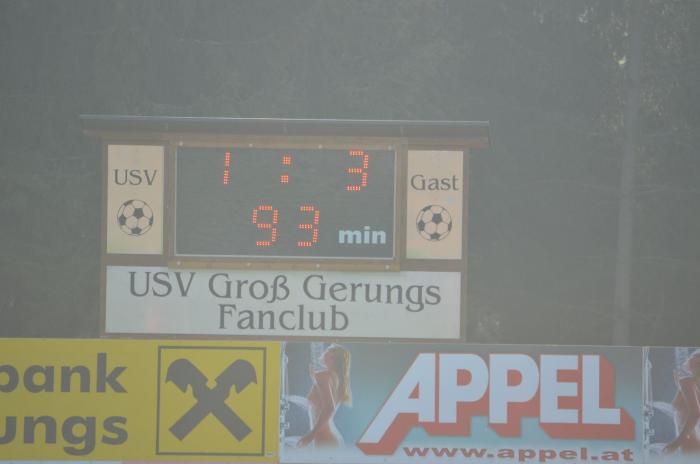 1 : 3
USV
Gast
93 min
USV Groß Gerungs
Fanclub
bank
ungs
APPEL
www.appel.at